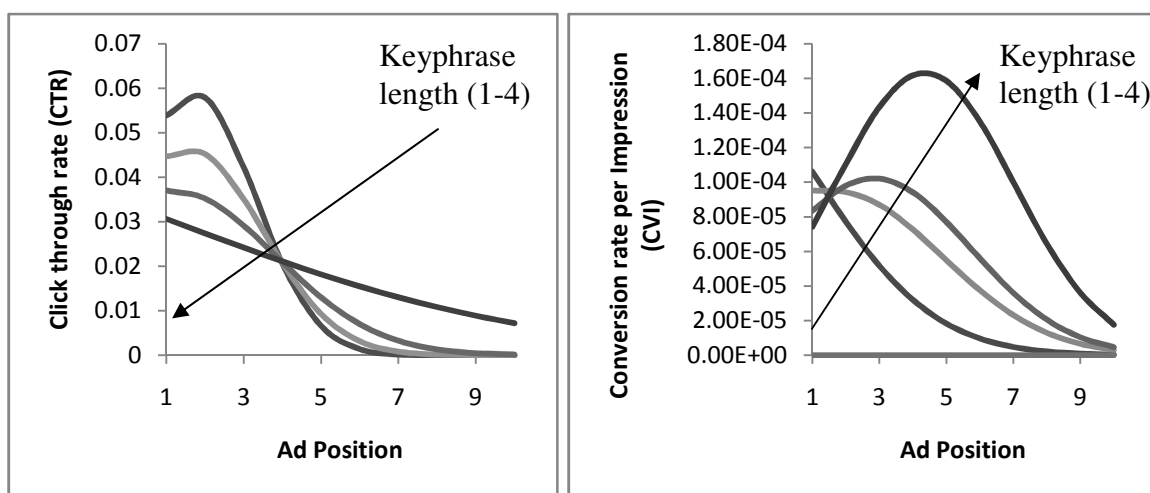 0.07
0.06
0.05
0.04
0.03
0.02
0.01
0
Click through rate (CTR)
Keyphrase
length (1-4)
1 3 5 7 9
Ad Position
1.80E-04
1.60E-04
1.40E-04
1.20E-04
1.00E-04
8.00E-05
6.00E-05
4.00E-05
2.00E-05
0.00E+00
Conversion rate per Impression
(CVI)
Keyphrase
length (1-4)
1 3 5 7 9
Ad Position